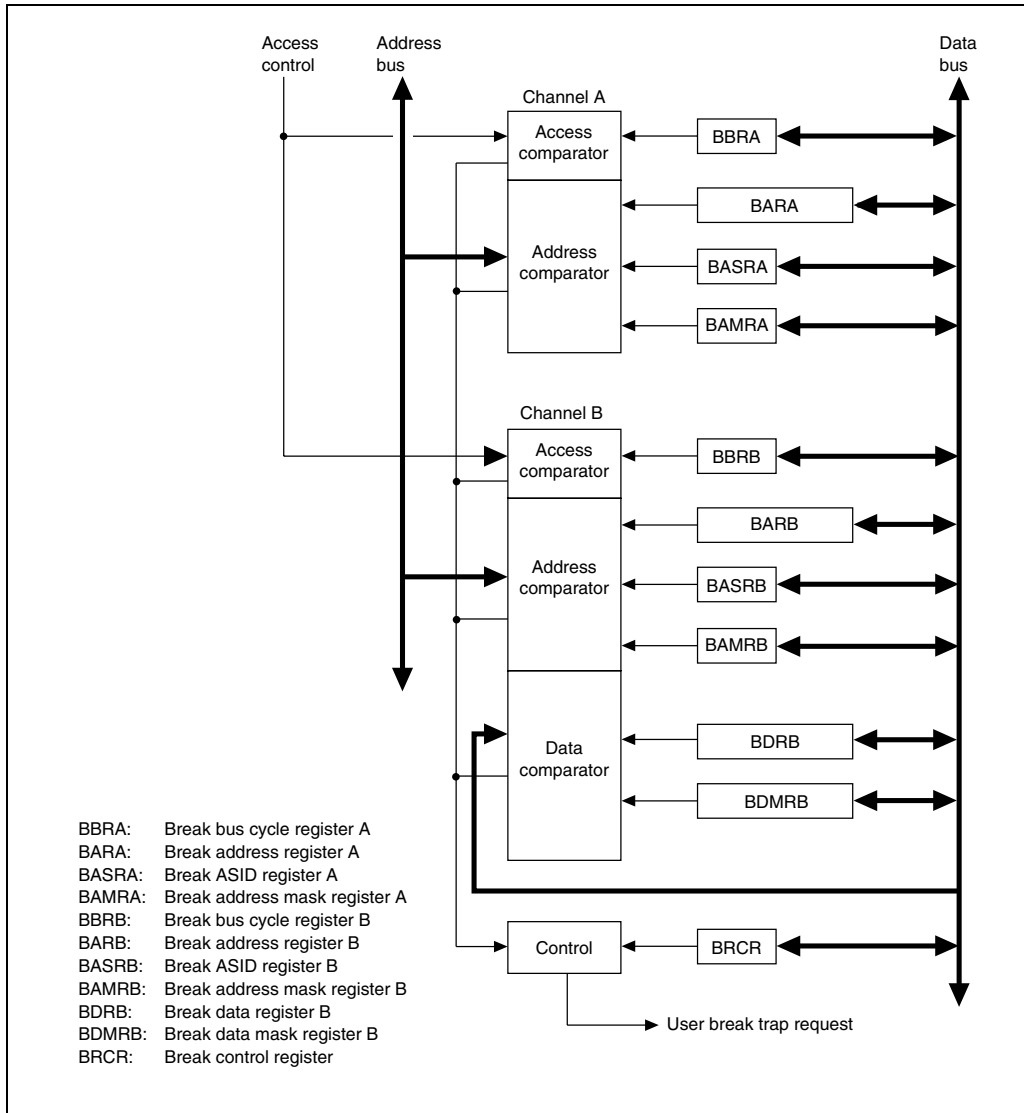 Access
control
Address
bus
Data
bus
Channel A
Access
comparator
BBRA
Address
comparator
BARA
BASRA
BAMRA
Channel B
Access
comparator
BBRB
Address
comparator
BARB
BASRB
BAMRB
Data
comparator
BDRB
BDMRB
Control
BRCR
User break trap request
BBRA: Break bus cycle register A
BARA: Break address register A
BASRA: Break ASID register A
BAMRA: Break address mask register A
BBRB: Break bus cycle register B
BARB: Break address register B
BASRB: Break ASID register B
BAMRB: Break address mask register B
BDRB: Break data register B
BDMRB: Break data mask register B
BRCR: Break control register